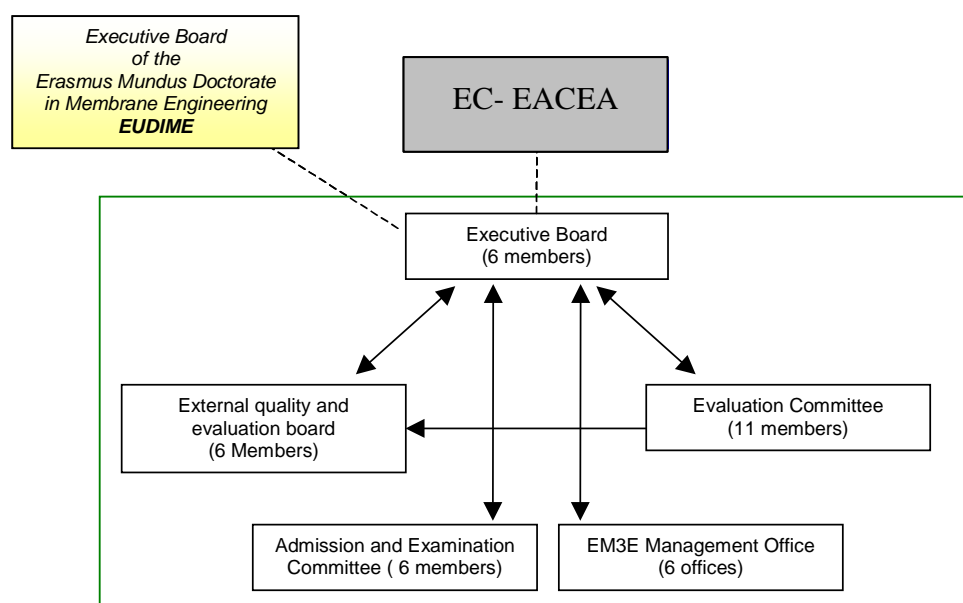 Executive Board
of the
Erasmus Mundus Doctorate
in Membrane Engineering
EUDIME
EC- EACEA
Executive Board
(6 members)
External quality and
evaluation board
(6 Members)
Evaluation Committee
(11 members)
Admission and Examination
Committee ( 6 members)
EM3E Management Office
(6 offices)